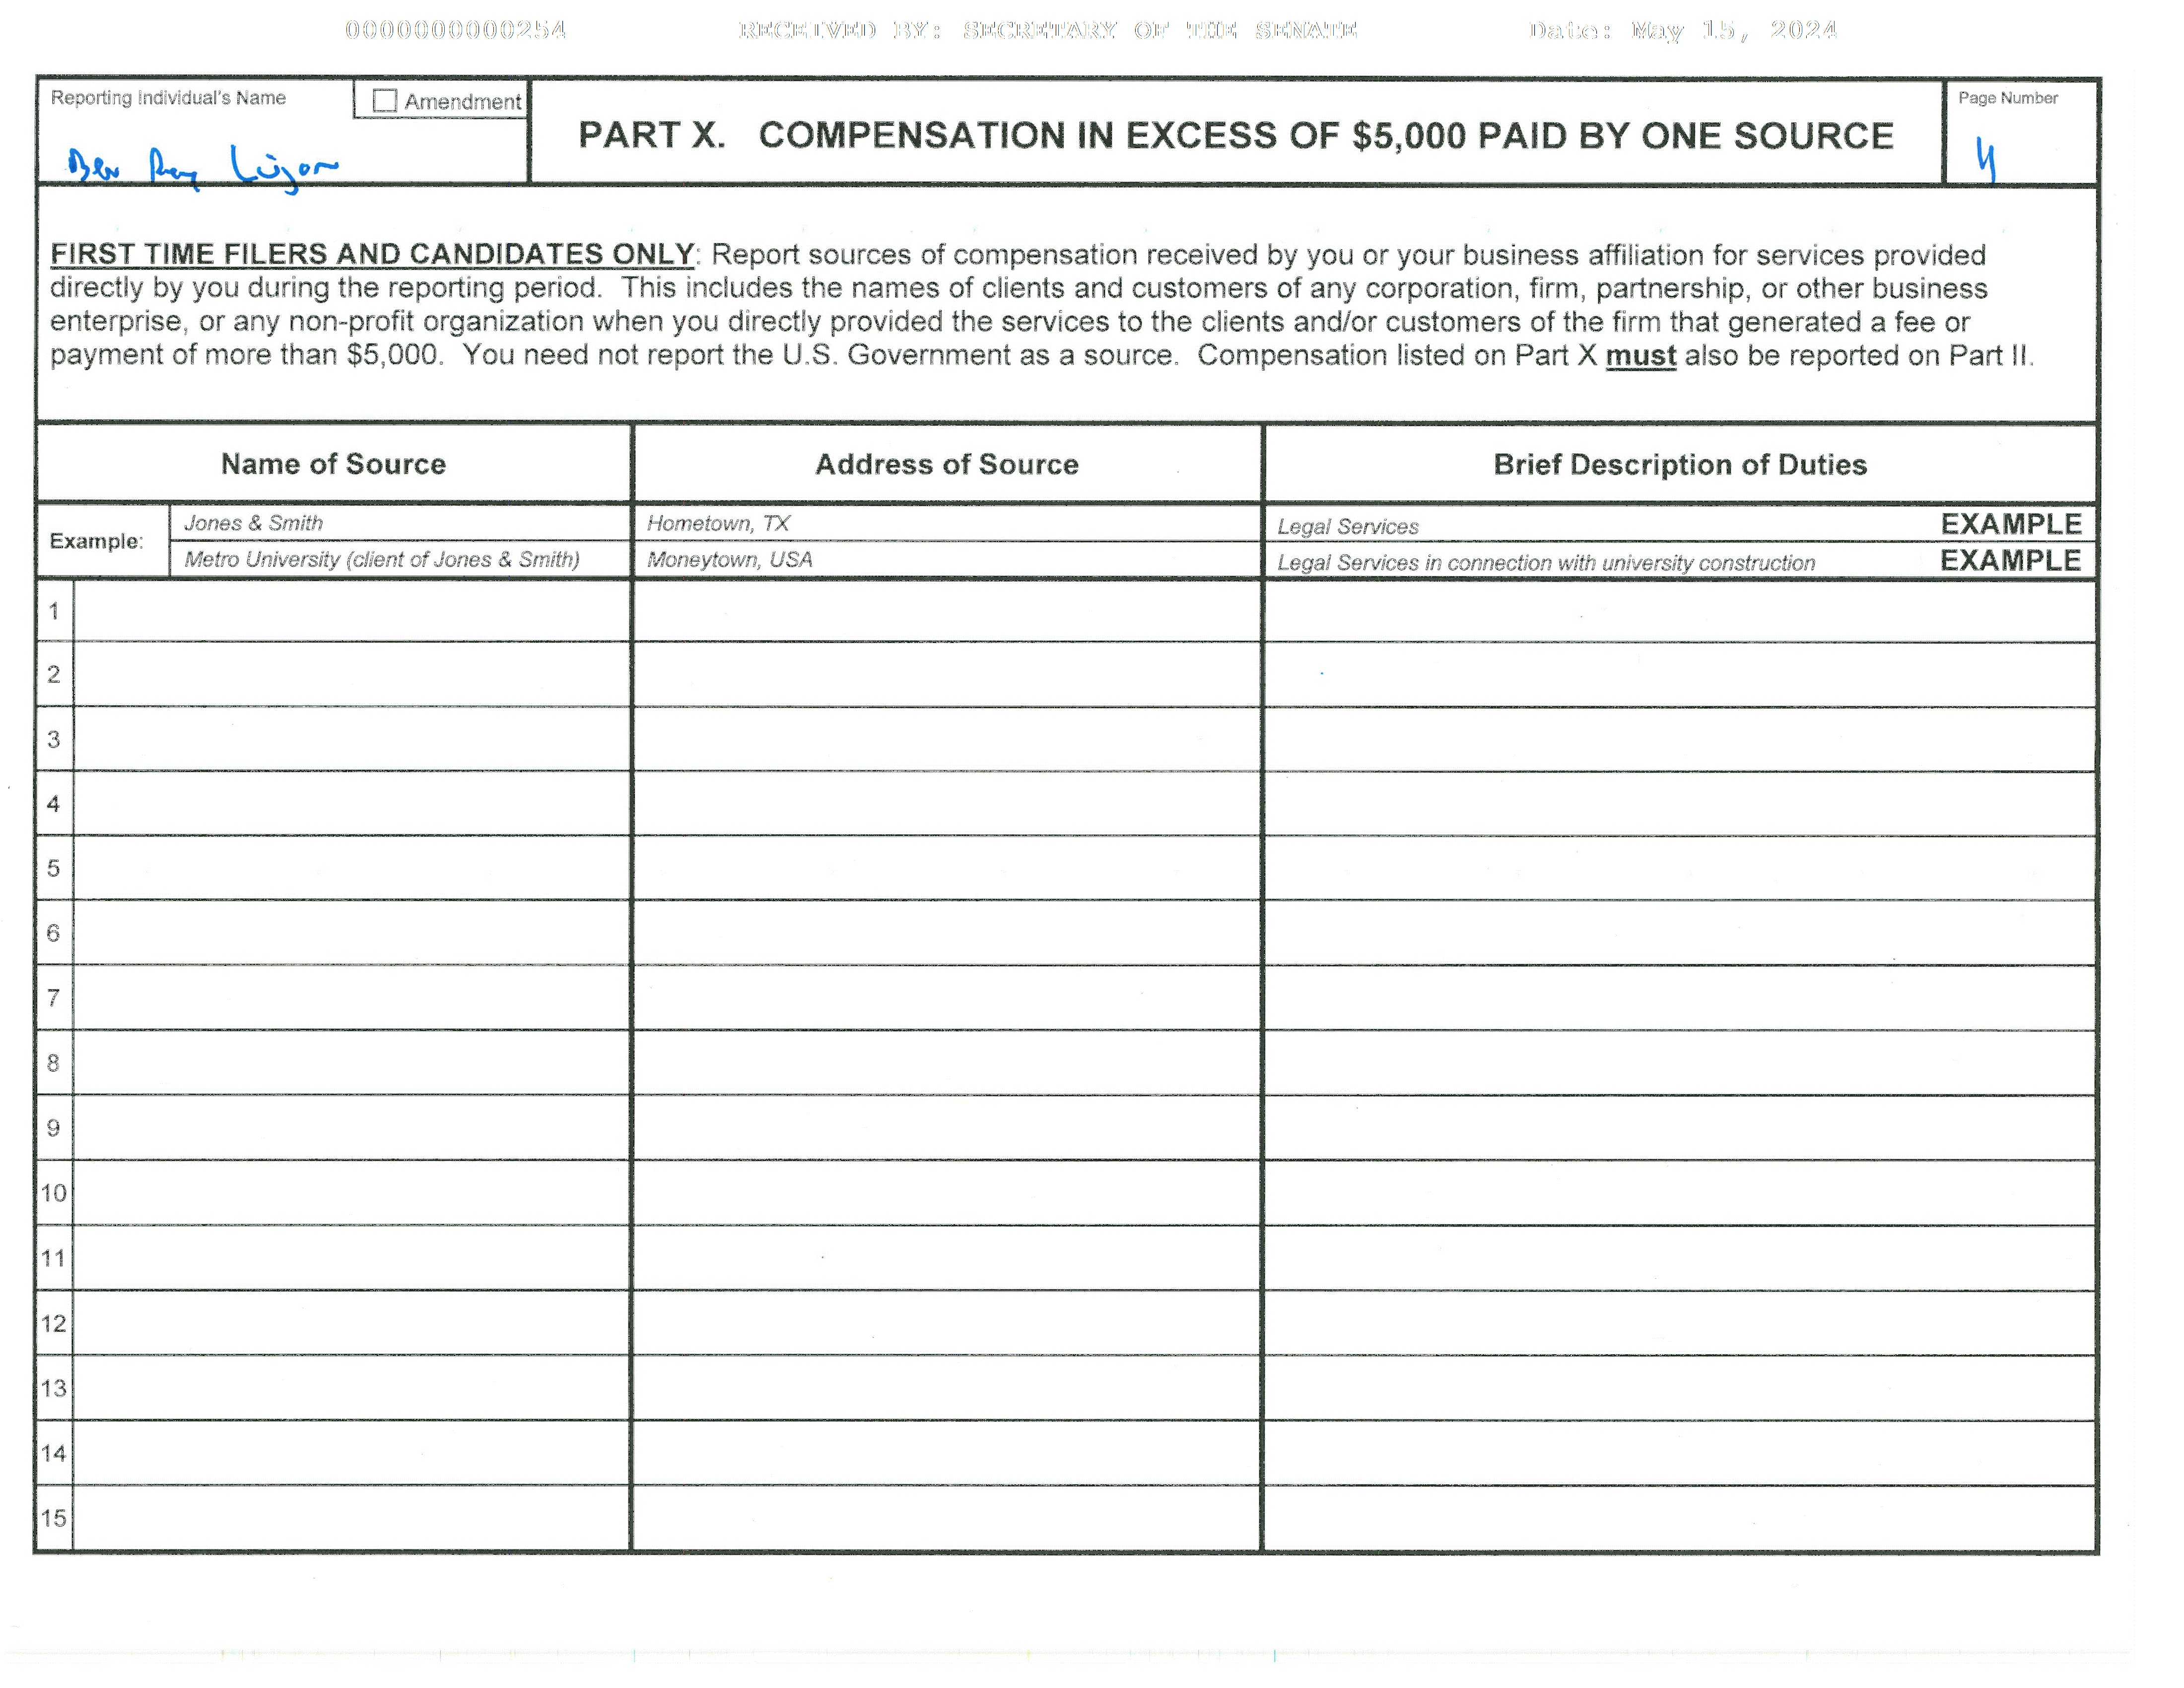 0000000000254 RECEIVED BY: SECRETARY OF THE SENATE Date: May 15, 2024
Reporting Individual's Name
Amendment
PART X. COMPENSATION IN EXCESS OF $5,000 PAID BY ONE SOURCE
Page Number
Ben Ray Lujan
4
FIRST TIME FILERS AND CANDIDATES ONLY: Report sources of compensation received by you or your business affiliation for services provided
directly by you during the reporting period. This includes the names of clients and customers of any corporation, firm, partnership, or other business
enterprise, or any non-profit organization when you directly provided the services to the clients and/or customers of the firm that generated a fee or
payment of more than $5,000. You need not report the U.S. Government as a source. Compensation listed on Part X must also be reported on Part II.
Name of Source Address of Source Brief Description of Duties
Example:
Jones & Smith Hometown, TX Legal Services EXAMPLE
Metro University (client of Jones & Smith) Moneytown, USA Legal Services in connection with university construction EXAMPLE
1
2
3
4
5
6
7
8
9
10
11
12
13
14
15